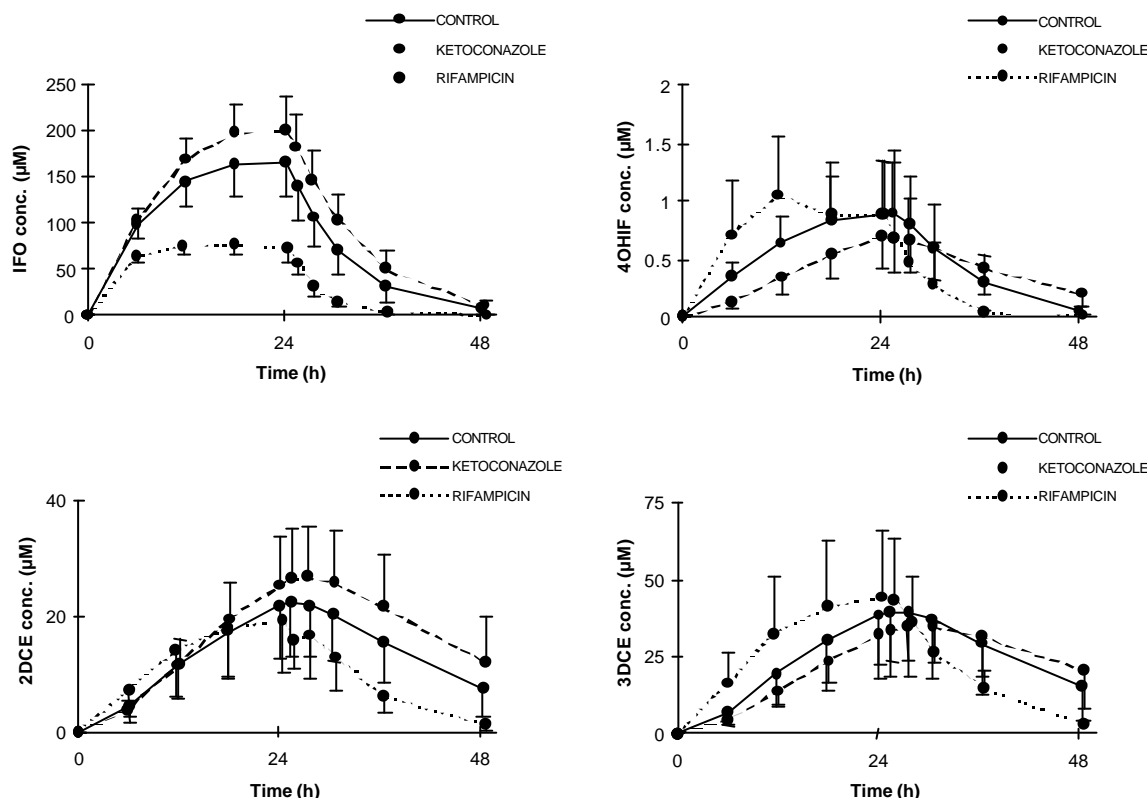 CONTROL
KETOCONAZOLE
RIFAMPICIN
250
200
150
100
50
0
IFO conc. (µM)
0
24
48
Time (h)
CONTROL
KETOCONAZOLE
RIFAMPICIN
2
1.5
1
0.5
0
4OHIF conc. (µM)
0
24
48
Time (h)
CONTROL
KETOCONAZOLE
RIFAMPICIN
40
20
0
2DCE conc. (µM)
0
24
48
Time (h)
CONTROL
KETOCONAZOLE
RIFAMPICIN
75
50
25
0
3DCE conc. (µM)
0
24
48
Time (h)